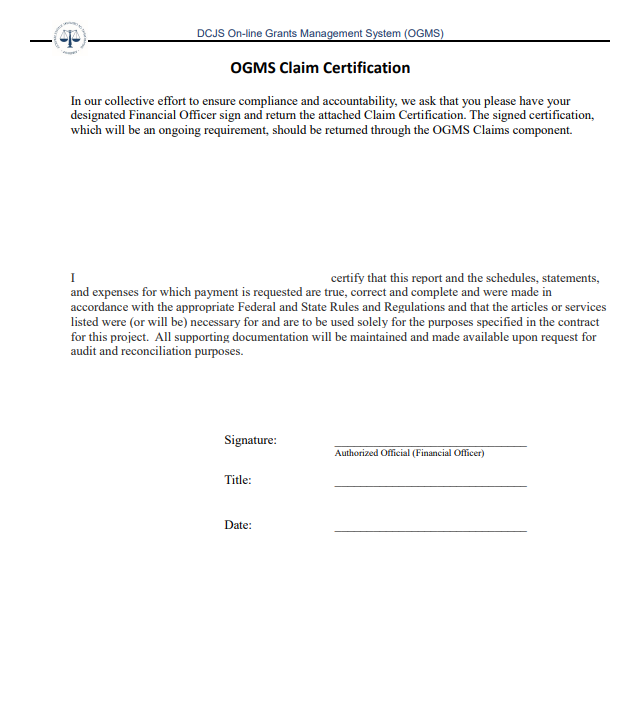 DCJS On-line Grants Management System (OGMS)
OGMS Claim Certification
In our collective effort to ensure compliance and accountability, we ask that you please have your
designated Financial Officer sign and return the attached Claim Certification. The signed certification,
which will be an ongoing requirement, should be returned through the OGMS Claims component.
I certify that this report and the schedules, statements,
and expenses for which payment is requested are true, correct and complete and were made in
accordance with the appropriate Federal and State Rules and Regulations and that the articles or services
listed were (or will be) necessary for and are to be used solely for the purposes specified in the contract
for this project. All supporting documentation will be maintained and made available upon request for
audit and reconciliation purposes.
Signature:
Authorized Official (Financial Officer)
Title:
Date: